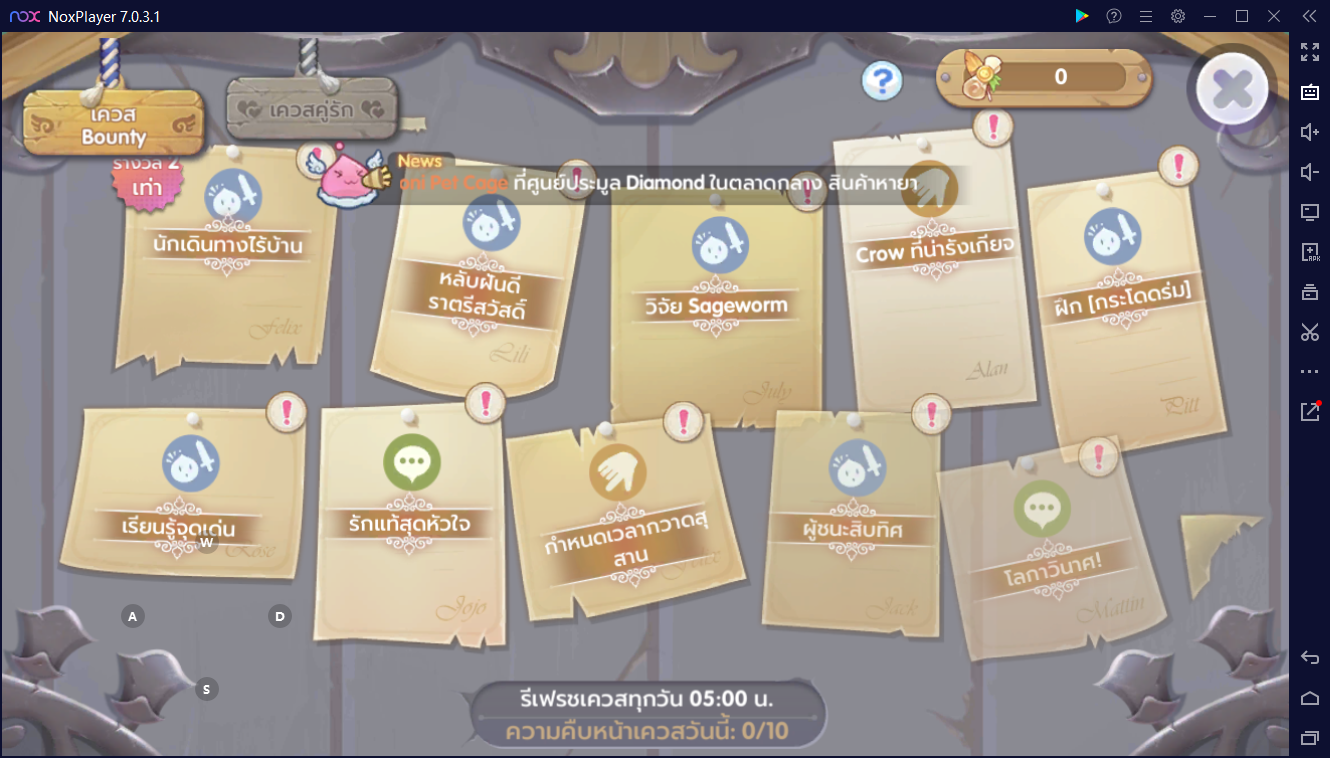 nox NoxPlayer 7.0.3.1
เควส
Bounty
เควสคู่รัก
?
0
รางวัล 2
เท่า
News
ที่ศูนย์ประมูล Diamond ในตลาดกลาง สินค้าหายา
นักเดินทางไร้บ้าน
Felix
หลับฝันดี
ราตรีสวัสดิ์
Lili
วิจัย Sageworm
July
Crow ที่น่ารังเกียจ
Alan
ฝึก [กระโดดร่ม]
Pitt
เรียนรู้จุดเด่น
Rose
รักแท้สุดหัวใจ
Jojo
กำหนดเวลากวาดสุ
สาน
Felix
ผู้ชนะสิบทิศ
Jack
โลกาวินาศ!
Mattin
W
A
D
S
รีเฟรชเควสทุกวัน 05:00 น.
ความคืบหน้าเควสวันนี้: 0/10